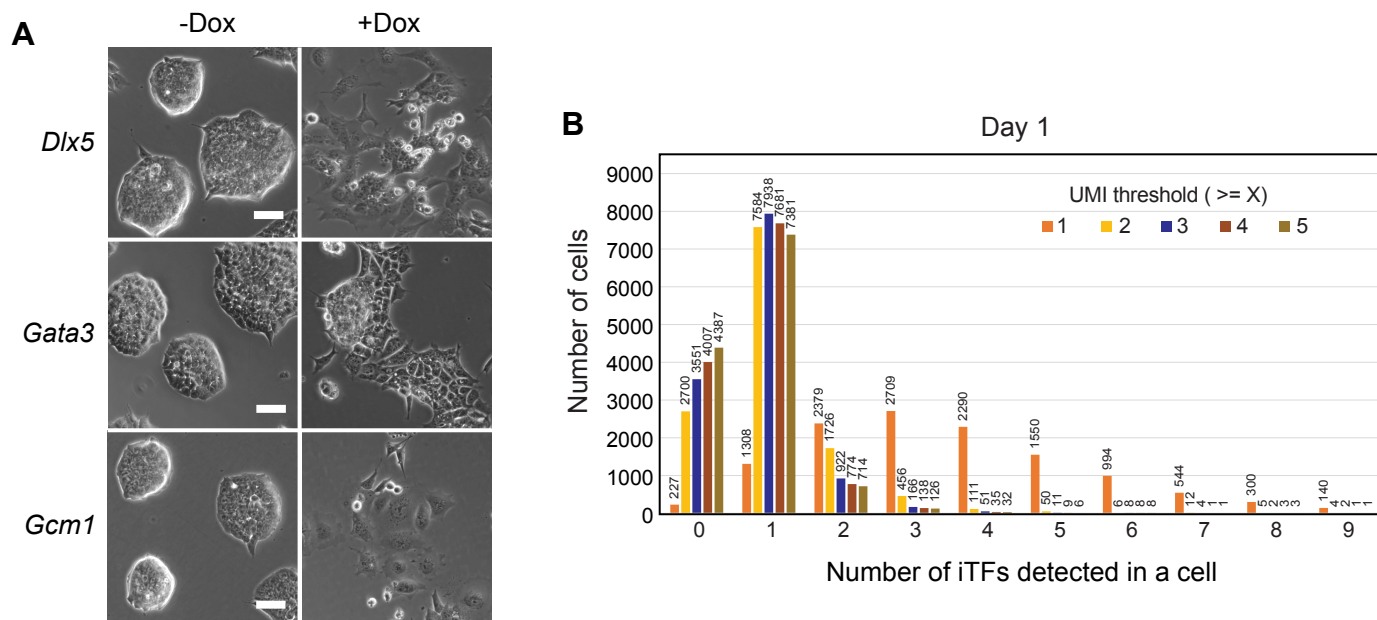 A
-Dox +Dox
Dlx5
Gata3
Gcm1
B
Day 1
UMI threshold ( >= X)
1 2 3 4 5
Number of cells
9000
8000
7000
6000
5000
4000
3000
2000
1000
0
227 2700 3551 4007 4387
1308 7584 7938 7681 7381
2379 1726 922 774 714
2709 456 166 138 126
2290 111 51 35 32
1550 50 11 9 6
994 6 8 8 8
544 12 4 1 1
300 5 2 3 3
140 4 2 1 1
0 1 2 3 4 5 6 7 8 9
Number of iTFs detected in a cell